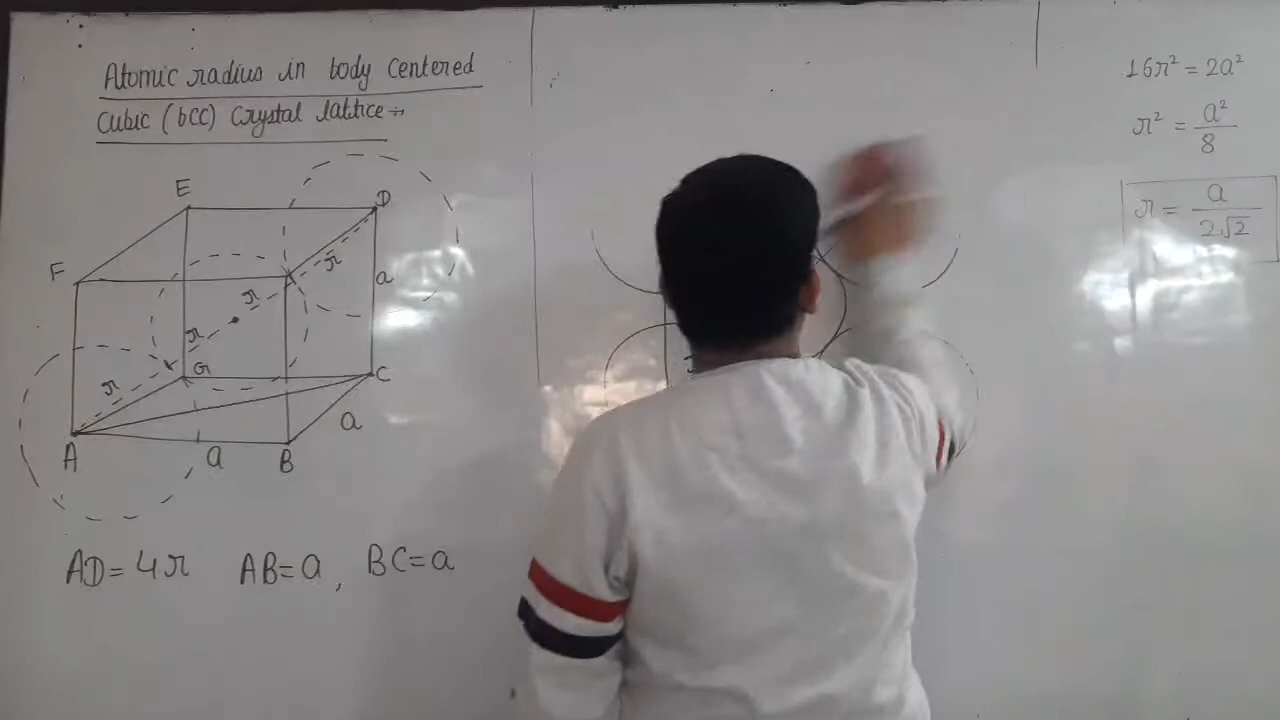 Atomic radius in body Centered
Cubic (bCC) Crystal lattice÷
E
D
F
r
a
r
r
G
r
C
a
A
a
B
AD=4r AB=a, BC=a
16r²=2a²
r² = a²/8
r = a/2√2